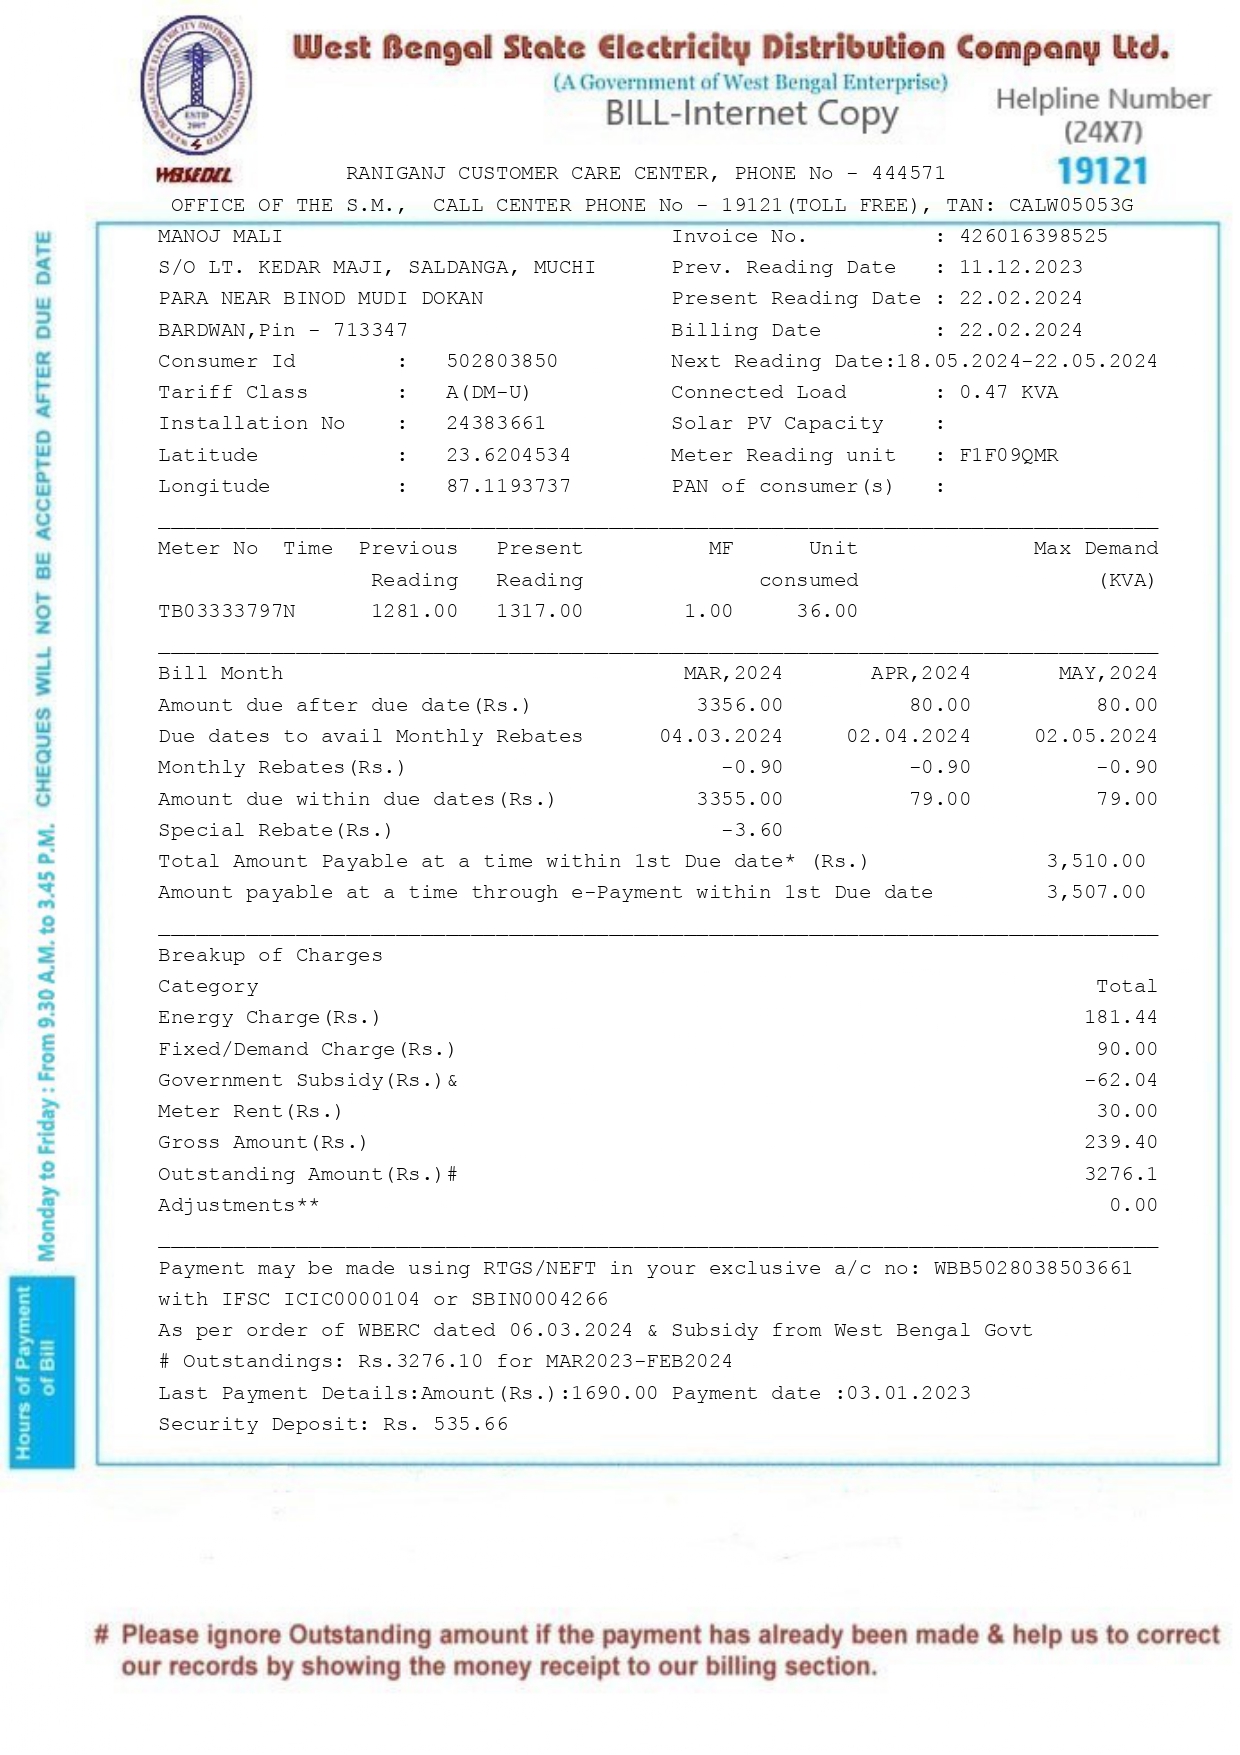 West Bengal State Electricity Distribution Company Ltd.
(A Government of West Bengal Enterprise)
BILL-Internet Copy
Helpline Number
(24X7)
19121
WBSEDCL
ESTD
2007
RANIGANJ CUSTOMER CARE CENTER, PHONE No - 444571
OFFICE OF THE S.M., CALL CENTER PHONE No - 19121(TOLL FREE), TAN: CALW05053G
MANOJ MALI Invoice No. : 426016398525
S/O LT. KEDAR MAJI, SALDANGA, MUCHI Prev. Reading Date : 11.12.2023
PARA NEAR BINOD MUDI DOKAN Present Reading Date : 22.02.2024
BARDWAN,Pin - 713347 Billing Date : 22.02.2024
Consumer Id : 502803850 Next Reading Date:18.05.2024-22.05.2024
Tariff Class : A(DM-U) Connected Load : 0.47 KVA
Installation No : 24383661 Solar PV Capacity :
Latitude : 23.6204534 Meter Reading unit : F1F09QMR
Longitude : 87.1193737 PAN of consumer(s) :
Meter No Time Previous Present MF Unit Max Demand
Reading Reading consumed (KVA)
TB03333797N 1281.00 1317.00 1.00 36.00
Bill Month MAR,2024 APR,2024 MAY,2024
Amount due after due date(Rs.) 3356.00 80.00 80.00
Due dates to avail Monthly Rebates 04.03.2024 02.04.2024 02.05.2024
Monthly Rebates(Rs.) -0.90 -0.90 -0.90
Amount due within due dates(Rs.) 3355.00 79.00 79.00
Special Rebate(Rs.) -3.60
Total Amount Payable at a time within 1st Due date* (Rs.) 3,510.00
Amount payable at a time through e-Payment within 1st Due date 3,507.00
Breakup of Charges
Category Total
Energy Charge(Rs.) 181.44
Fixed/Demand Charge(Rs.) 90.00
Government Subsidy(Rs.)& -62.04
Meter Rent(Rs.) 30.00
Gross Amount(Rs.) 239.40
Outstanding Amount(Rs.)# 3276.1
Adjustments** 0.00
Payment may be made using RTGS/NEFT in your exclusive a/c no: WBB5028038503661
with IFSC ICIC0000104 or SBIN0004266
As per order of WBERC dated 06.03.2024 & Subsidy from West Bengal Govt
# Outstandings: Rs.3276.10 for MAR2023-FEB2024
Last Payment Details:Amount(Rs.):1690.00 Payment date :03.01.2023
Security Deposit: Rs. 535.66
Hours of Payment
of Bill
Monday to Friday : From 9.30 A.M. to 3.45 P.M. CHEQUES WILL NOT BE ACCEPTED AFTER DUE DATE
# Please ignore Outstanding amount if the payment has already been made & help us to correct
our records by showing the money receipt to our billing section.